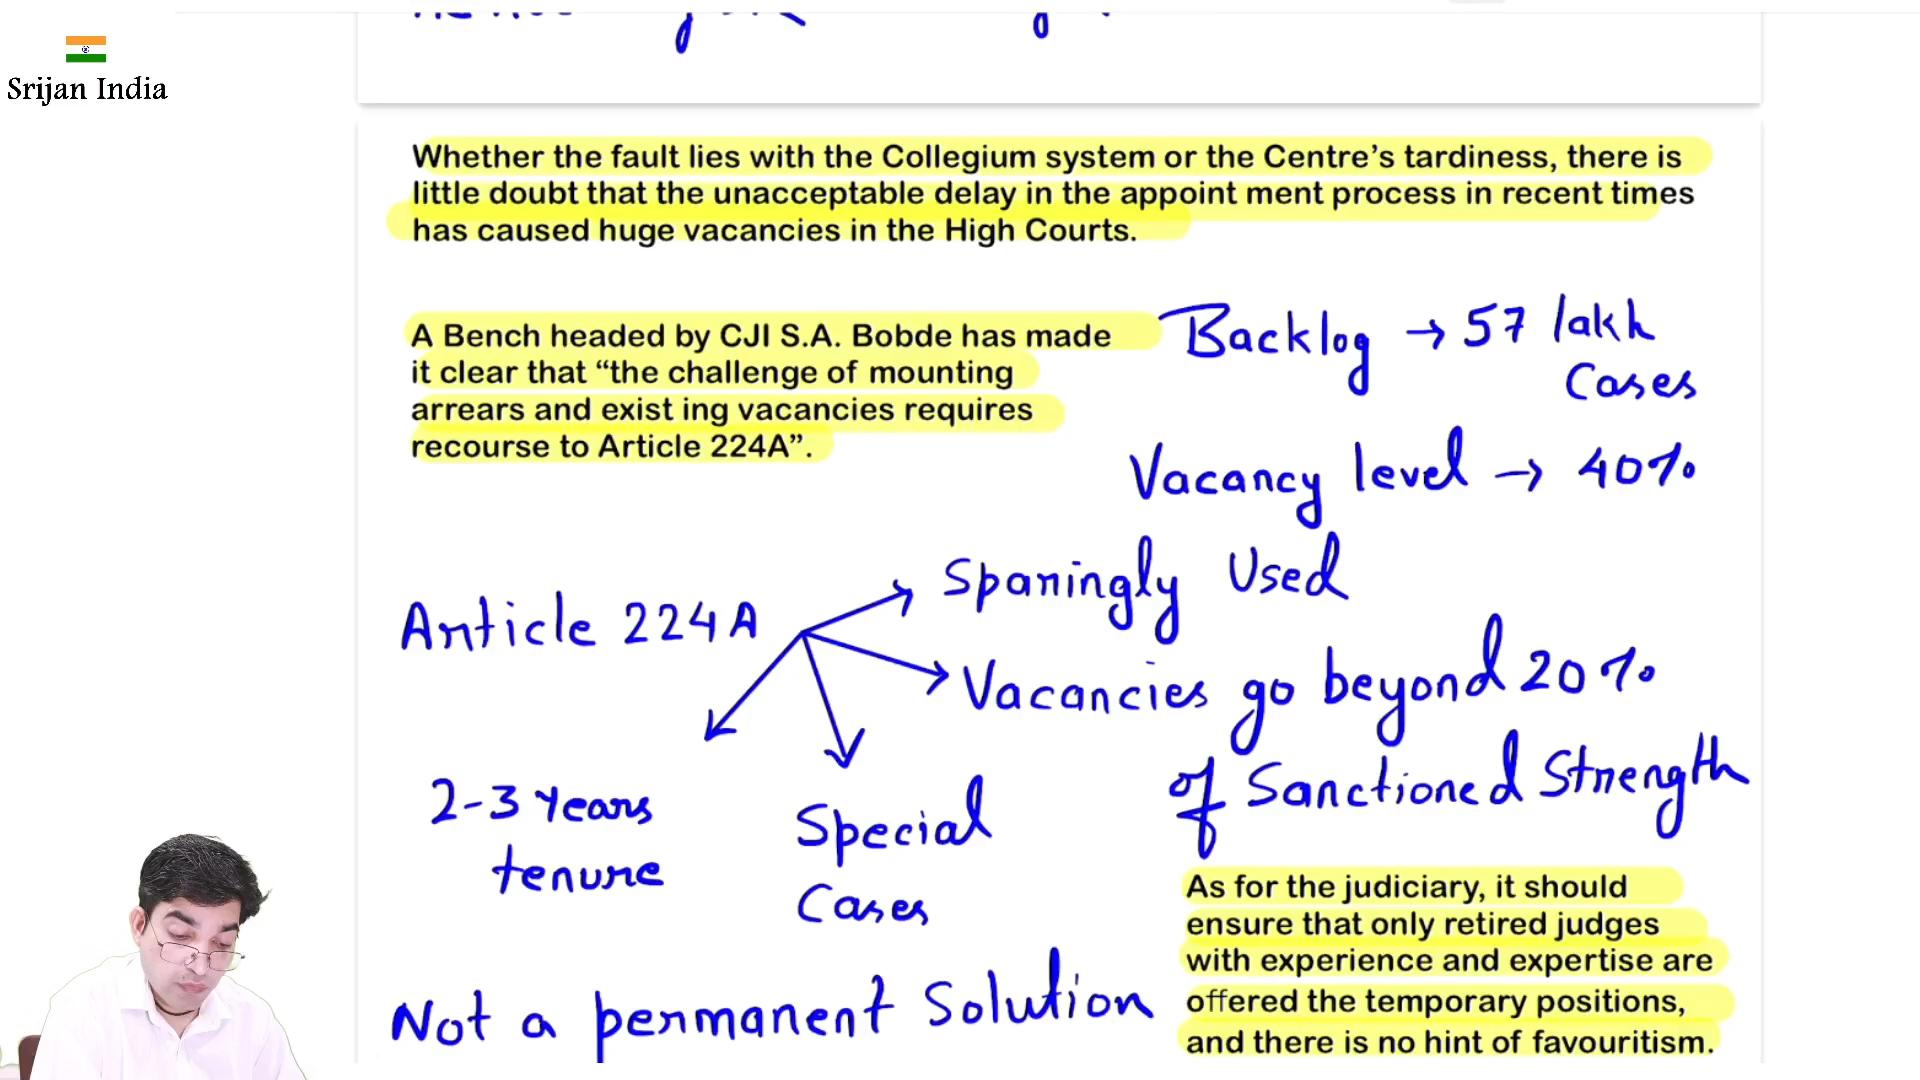 Srijan India
Whether the fault lies with the Collegium system or the Centre's tardiness, there is
little doubt that the unacceptable delay in the appoint ment process in recent times
has caused huge vacancies in the High Courts.
A Bench headed by CJI S.A. Bobde has made
it clear that “the challenge of mounting
arrears and exist ing vacancies requires
recourse to Article 224A”.
Backlog → 57 lakh
Cases
Vacancy level → 40%
Article 224A
Sparingly Used
Vacancies go beyond 20%
of Sanctioned Strength
2-3 Years
tenure
Special
Cases
Not a permanent Solution
As for the judiciary, it should
ensure that only retired judges
with experience and expertise are
offered the temporary positions,
and there is no hint of favouritism.